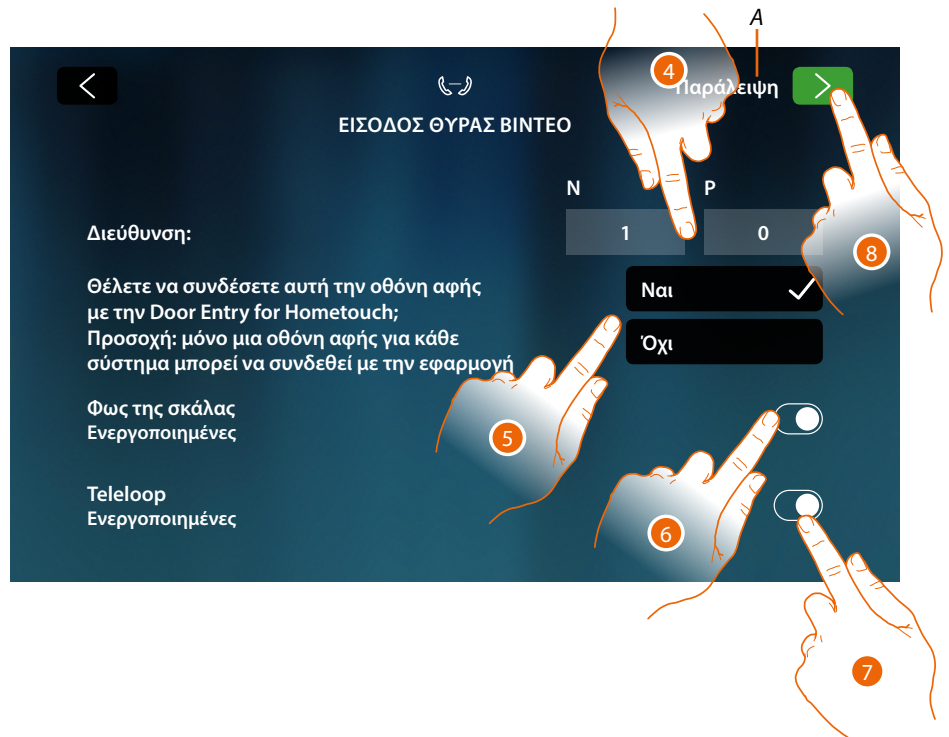 A
4
Παράλειψη
ΕΙΣΟΔΟΣ ΘΥΡΑΣ ΒΙΝΤΕΟ
N P
Διεύθυνση: 1 0
8
Θέλετε να συνδέσετε αυτή την οθόνη αφής
με την Door Entry for Hometouch;
Προσοχή: μόνο μια οθόνη αφής για κάθε
σύστημα μπορεί να συνδεθεί με την εφαρμογή
Ναι
Όχι
5
Φως της σκάλας
Ενεργοποιημένες
6
Teleloop
Ενεργοποιημένες
7